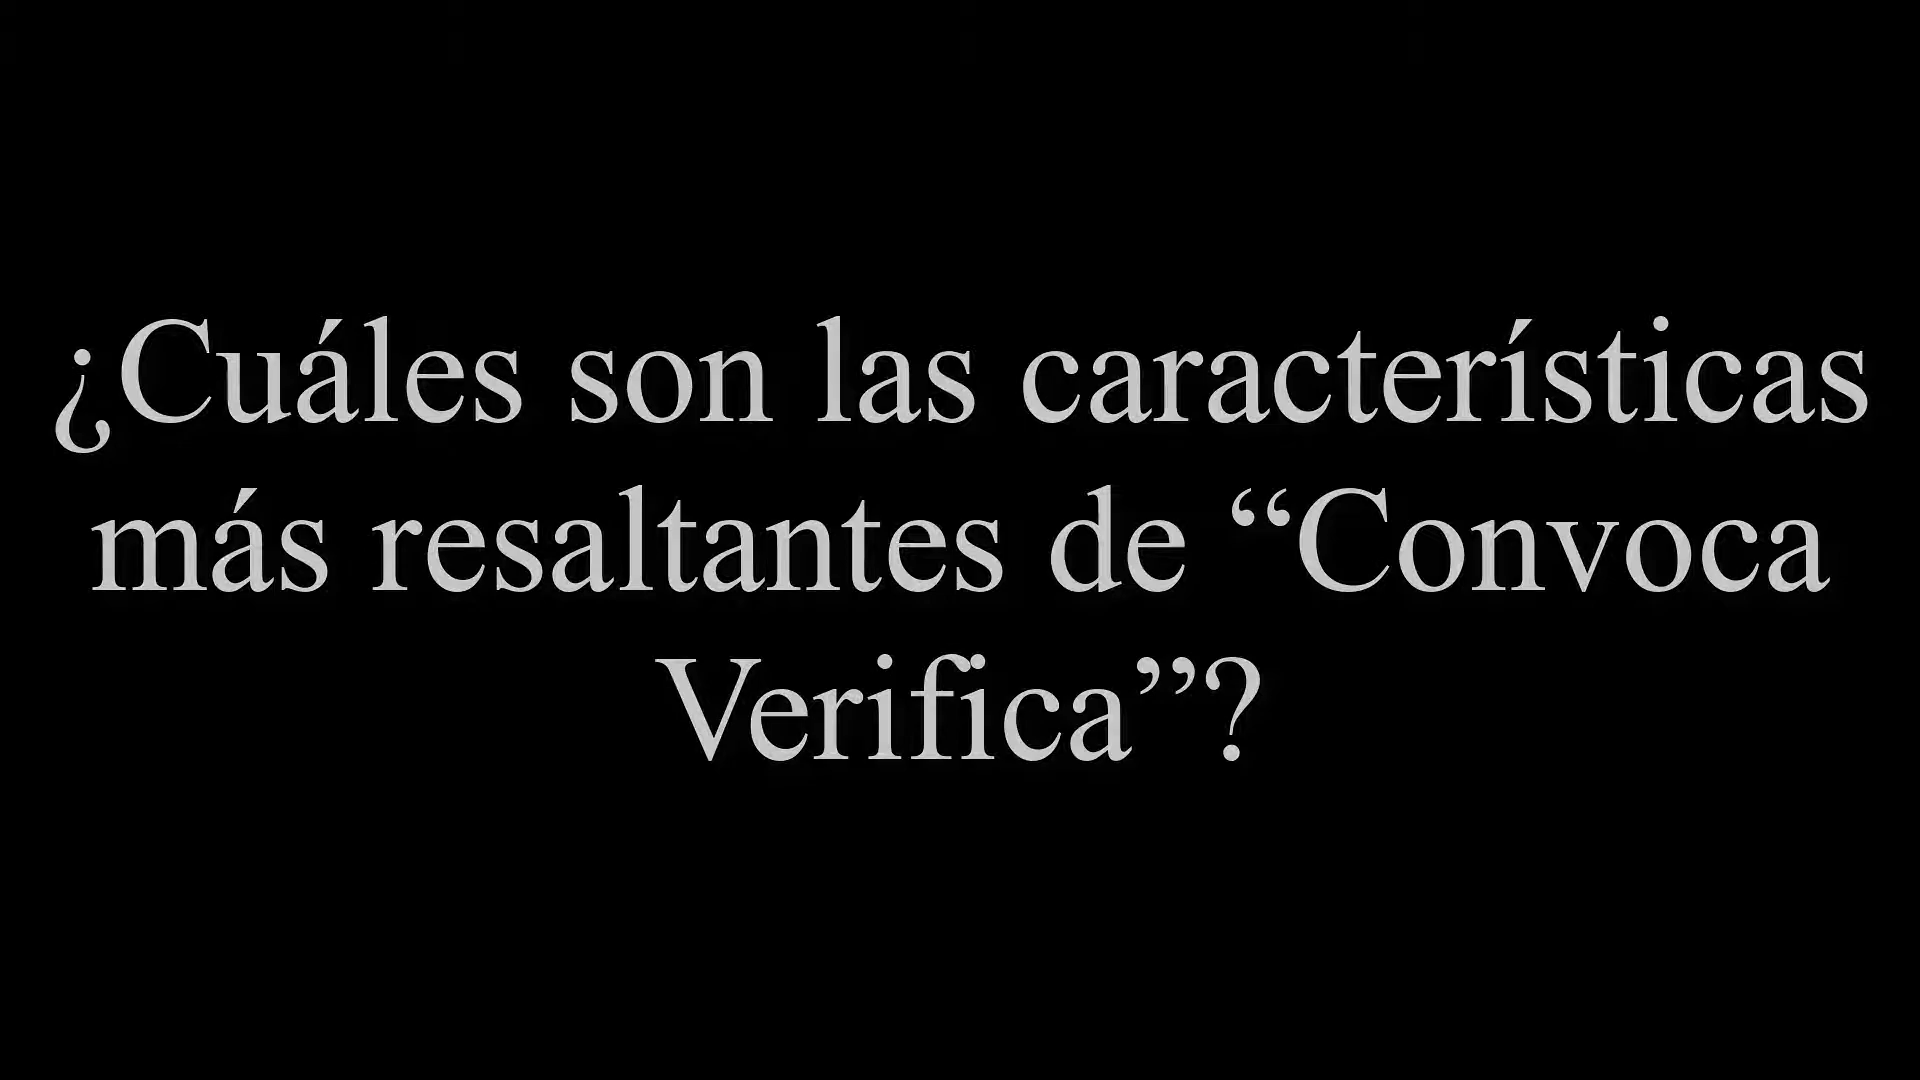 ¿Cuáles son las características
más resaltantes de “Convoca
Verifica”?